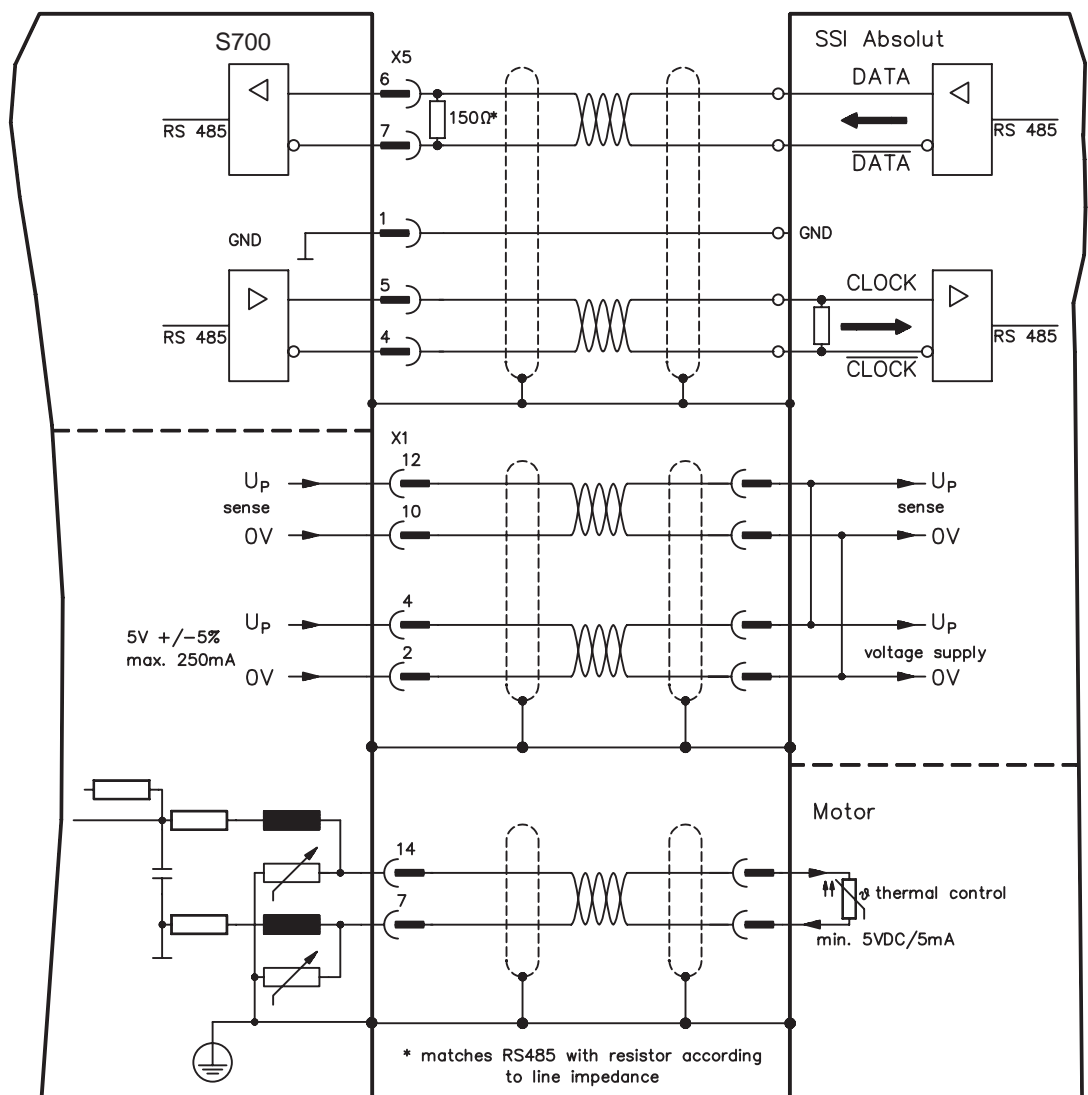 S700
SSI Absolut
X5
6
DATA
150Ω*
RS 485
RS 485
7
DATA
1
GND
GND
5
CLOCK
RS 485
RS 485
4
CLOCK
X1
12
UP
UP
sense
sense
10
0V
0V
4
UP
UP
5V +/-5%
max. 250mA
voltage supply
2
0V
0V
Motor
14
ϑ thermal control
7
min. 5VDC/5mA
* matches RS485 with resistor according
to line impedance